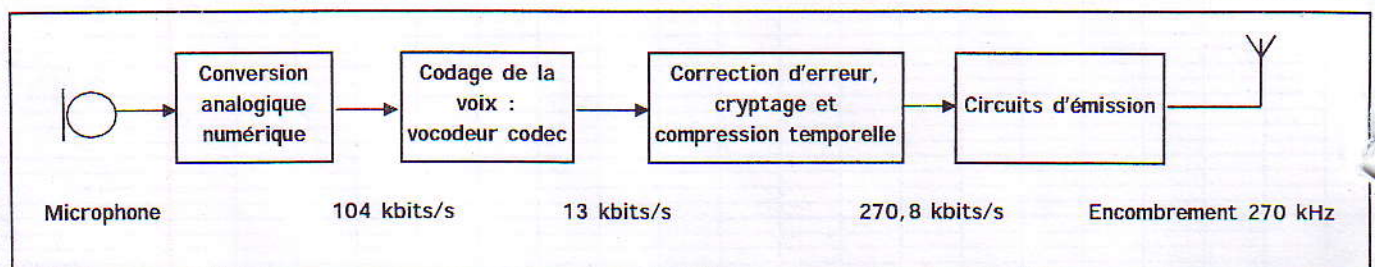 Conversion
analogique
numérique
Codage de la
voix :
vocodeur codec
Correction d'erreur,
cryptage et
compression temporelle
Circuits d'émission
Microphone
104 kbits/s
13 kbits/s
270,8 kbits/s
Encombrement 270 kHz